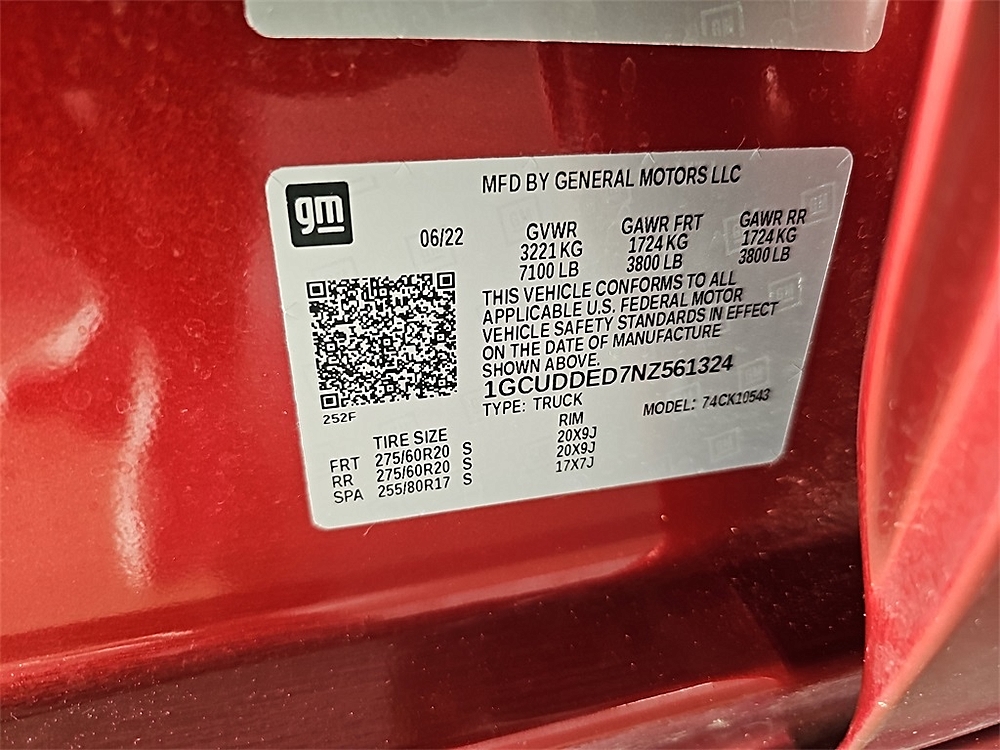 gm
MFD BY GENERAL MOTORS LLC
06/22
GVWR GAWR FRT GAWR RR
3221 KG 1724 KG 1724 KG
7100 LB 3800 LB 3800 LB
THIS VEHICLE CONFORMS TO ALL
APPLICABLE U.S. FEDERAL MOTOR
VEHICLE SAFETY STANDARDS IN EFFECT
ON THE DATE OF MANUFACTURE
SHOWN ABOVE.
1GCUDDED7NZ561324
TYPE: TRUCK MODEL: 74CK10543
252F
TIRE SIZE RIM
FRT 275/60R20 S 20X9J
RR 275/60R20 S 20X9J
SPA 255/80R17 S 17X7J